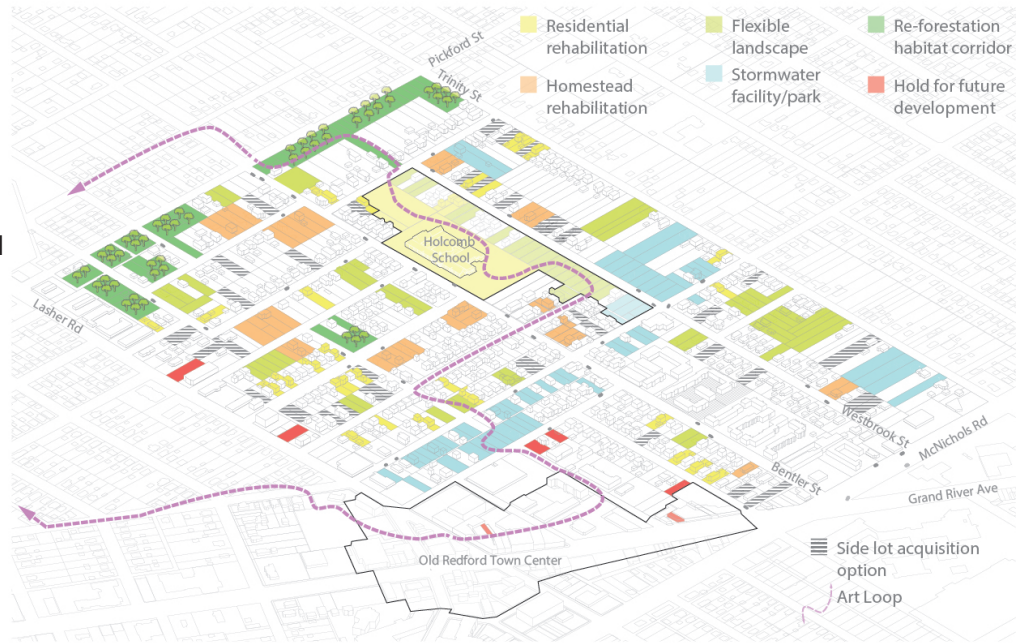 Residential
rehabilitation
Flexible
landscape
Re-forestation
habitat corridor
Homestead
rehabilitation
Stormwater
facility/park
Hold for future
development
Pickford St
Trinity St
Holcomb
School
Lasher Rd
Westbrook St
McNichols Rd
Bentler St
Grand River Ave
Old Redford Town Center
Side lot acquisition
option
Art Loop